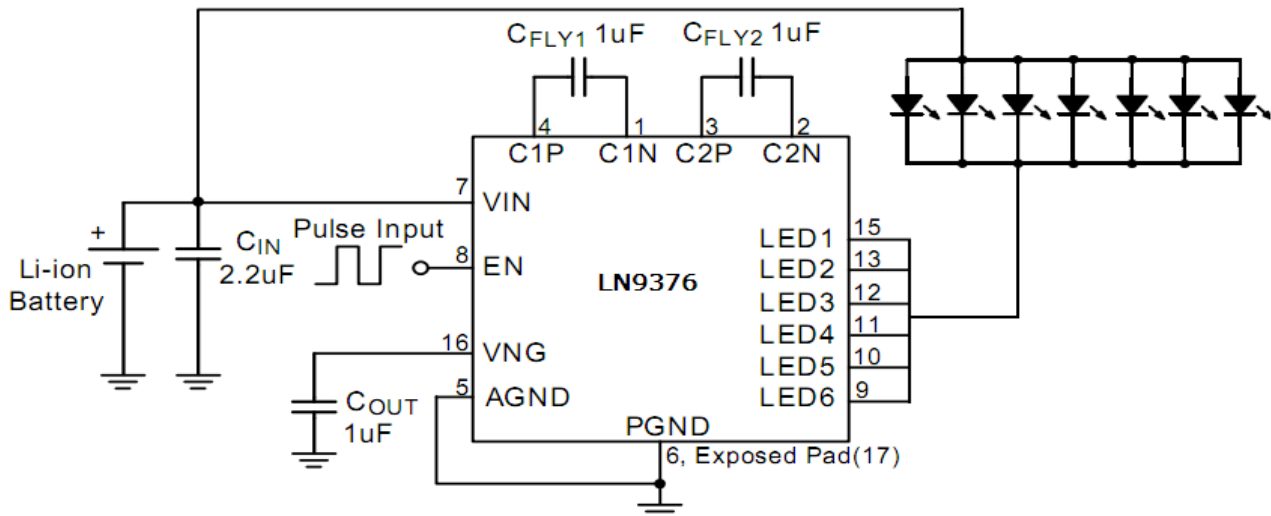 CFLY1 1uF
CFLY2 1uF
4
1
3
2
C1P
C1N
C2P
C2N
7
VIN
+
Li-ion
Battery
CIN
2.2uF
Pulse Input
8
EN
LN9376
LED1
15
LED2
13
LED3
12
LED4
11
LED5
10
LED6
9
16
VNG
5
AGND
COUT
1uF
PGND
6, Exposed Pad(17)